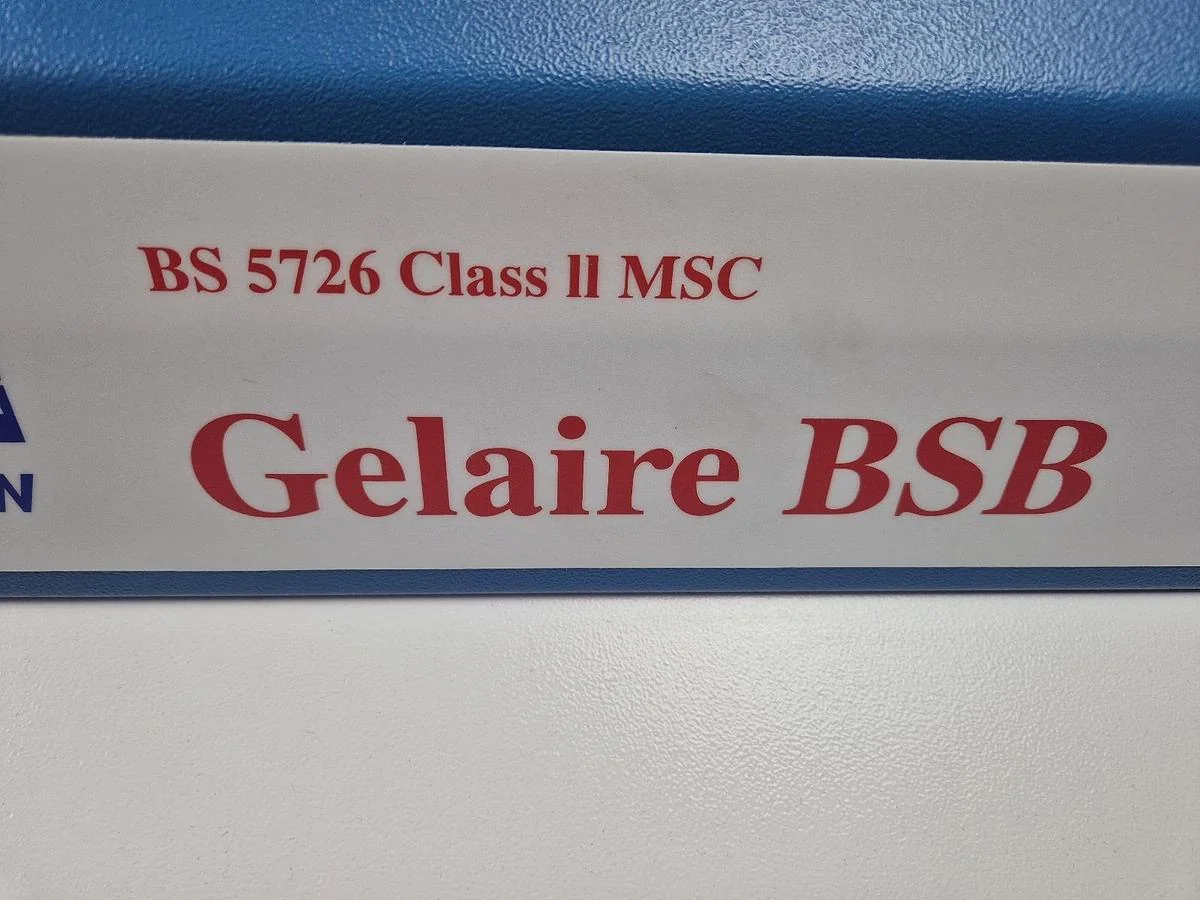 BS 5726 Class ll MSC
Gelaire BSB